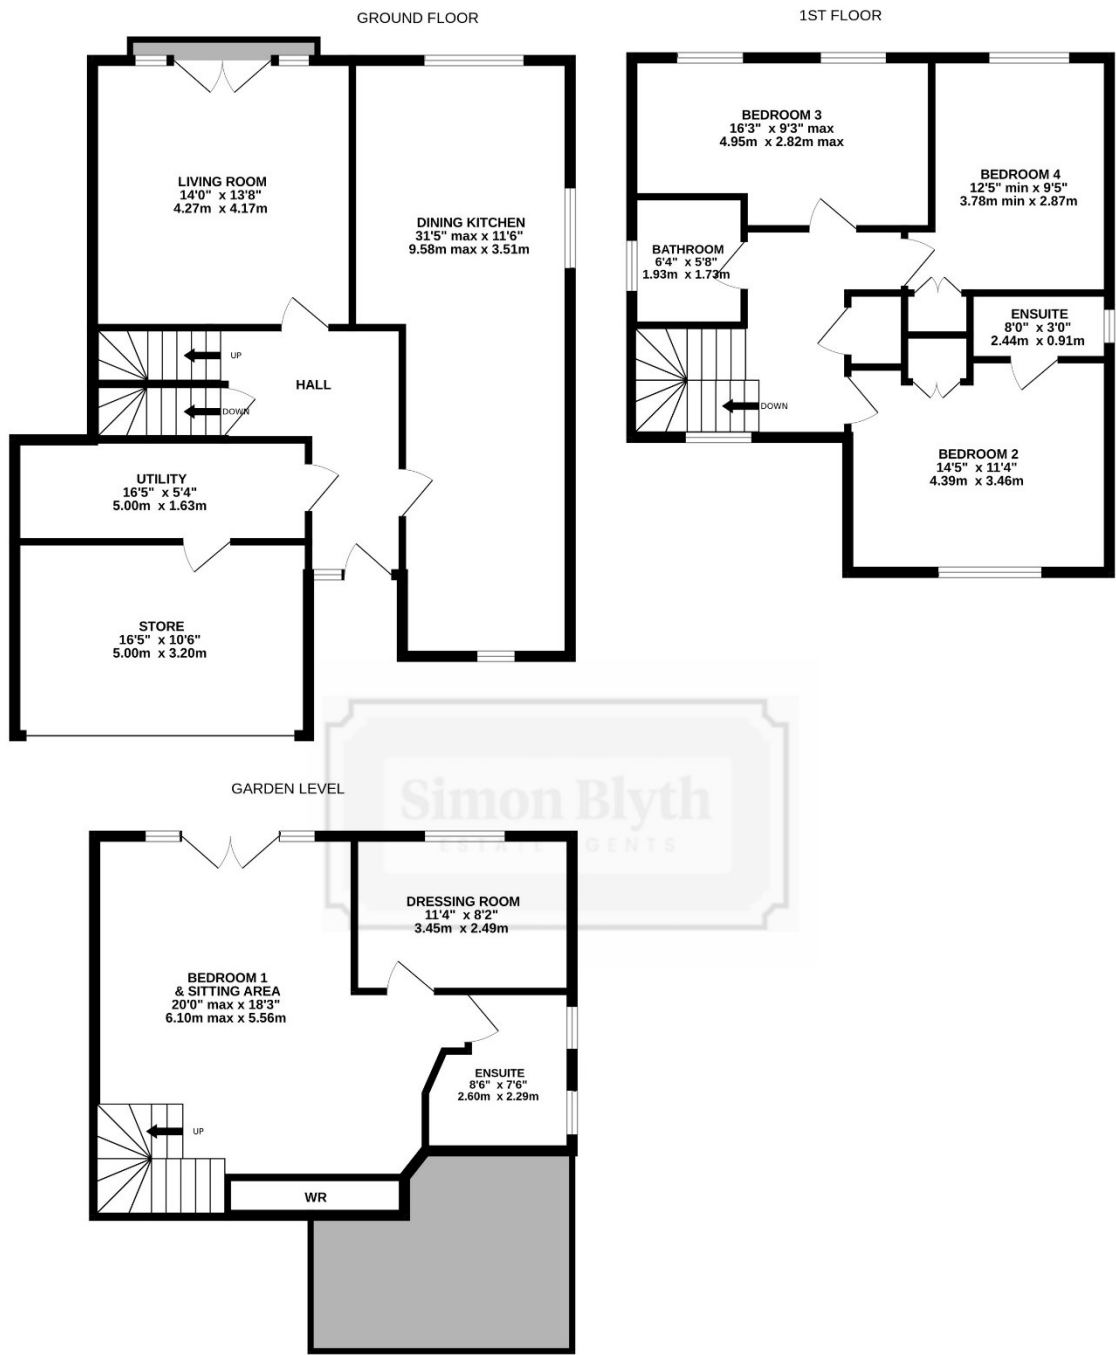 GROUND FLOOR
LIVING ROOM
14'0" x 13'8"
4.27m x 4.17m
DINING KITCHEN
31'5" max x 11'6"
9.58m max x 3.51m
UP
HALL
DOWN
UTILITY
16'5" x 5'4"
5.00m x 1.63m
STORE
16'5" x 10'6"
5.00m x 3.20m
1ST FLOOR
BEDROOM 3
16'3" x 9'3" max
4.95m x 2.82m max
BEDROOM 4
12'5" min x 9'5"
3.78m min x 2.87m
BATHROOM
6'4" x 5'8"
1.93m x 1.73m
ENSUITE
8'0" x 3'0"
2.44m x 0.91m
DOWN
BEDROOM 2
14'5" x 11'4"
4.39m x 3.46m
Simon Blyth
ESTATE AGENTS
GARDEN LEVEL
DRESSING ROOM
11'4" x 8'2"
3.45m x 2.49m
BEDROOM 1
& SITTING AREA
20'0" max x 18'3"
6.10m max x 5.56m
ENSUITE
8'6" x 7'6"
2.60m x 2.29m
UP
WR